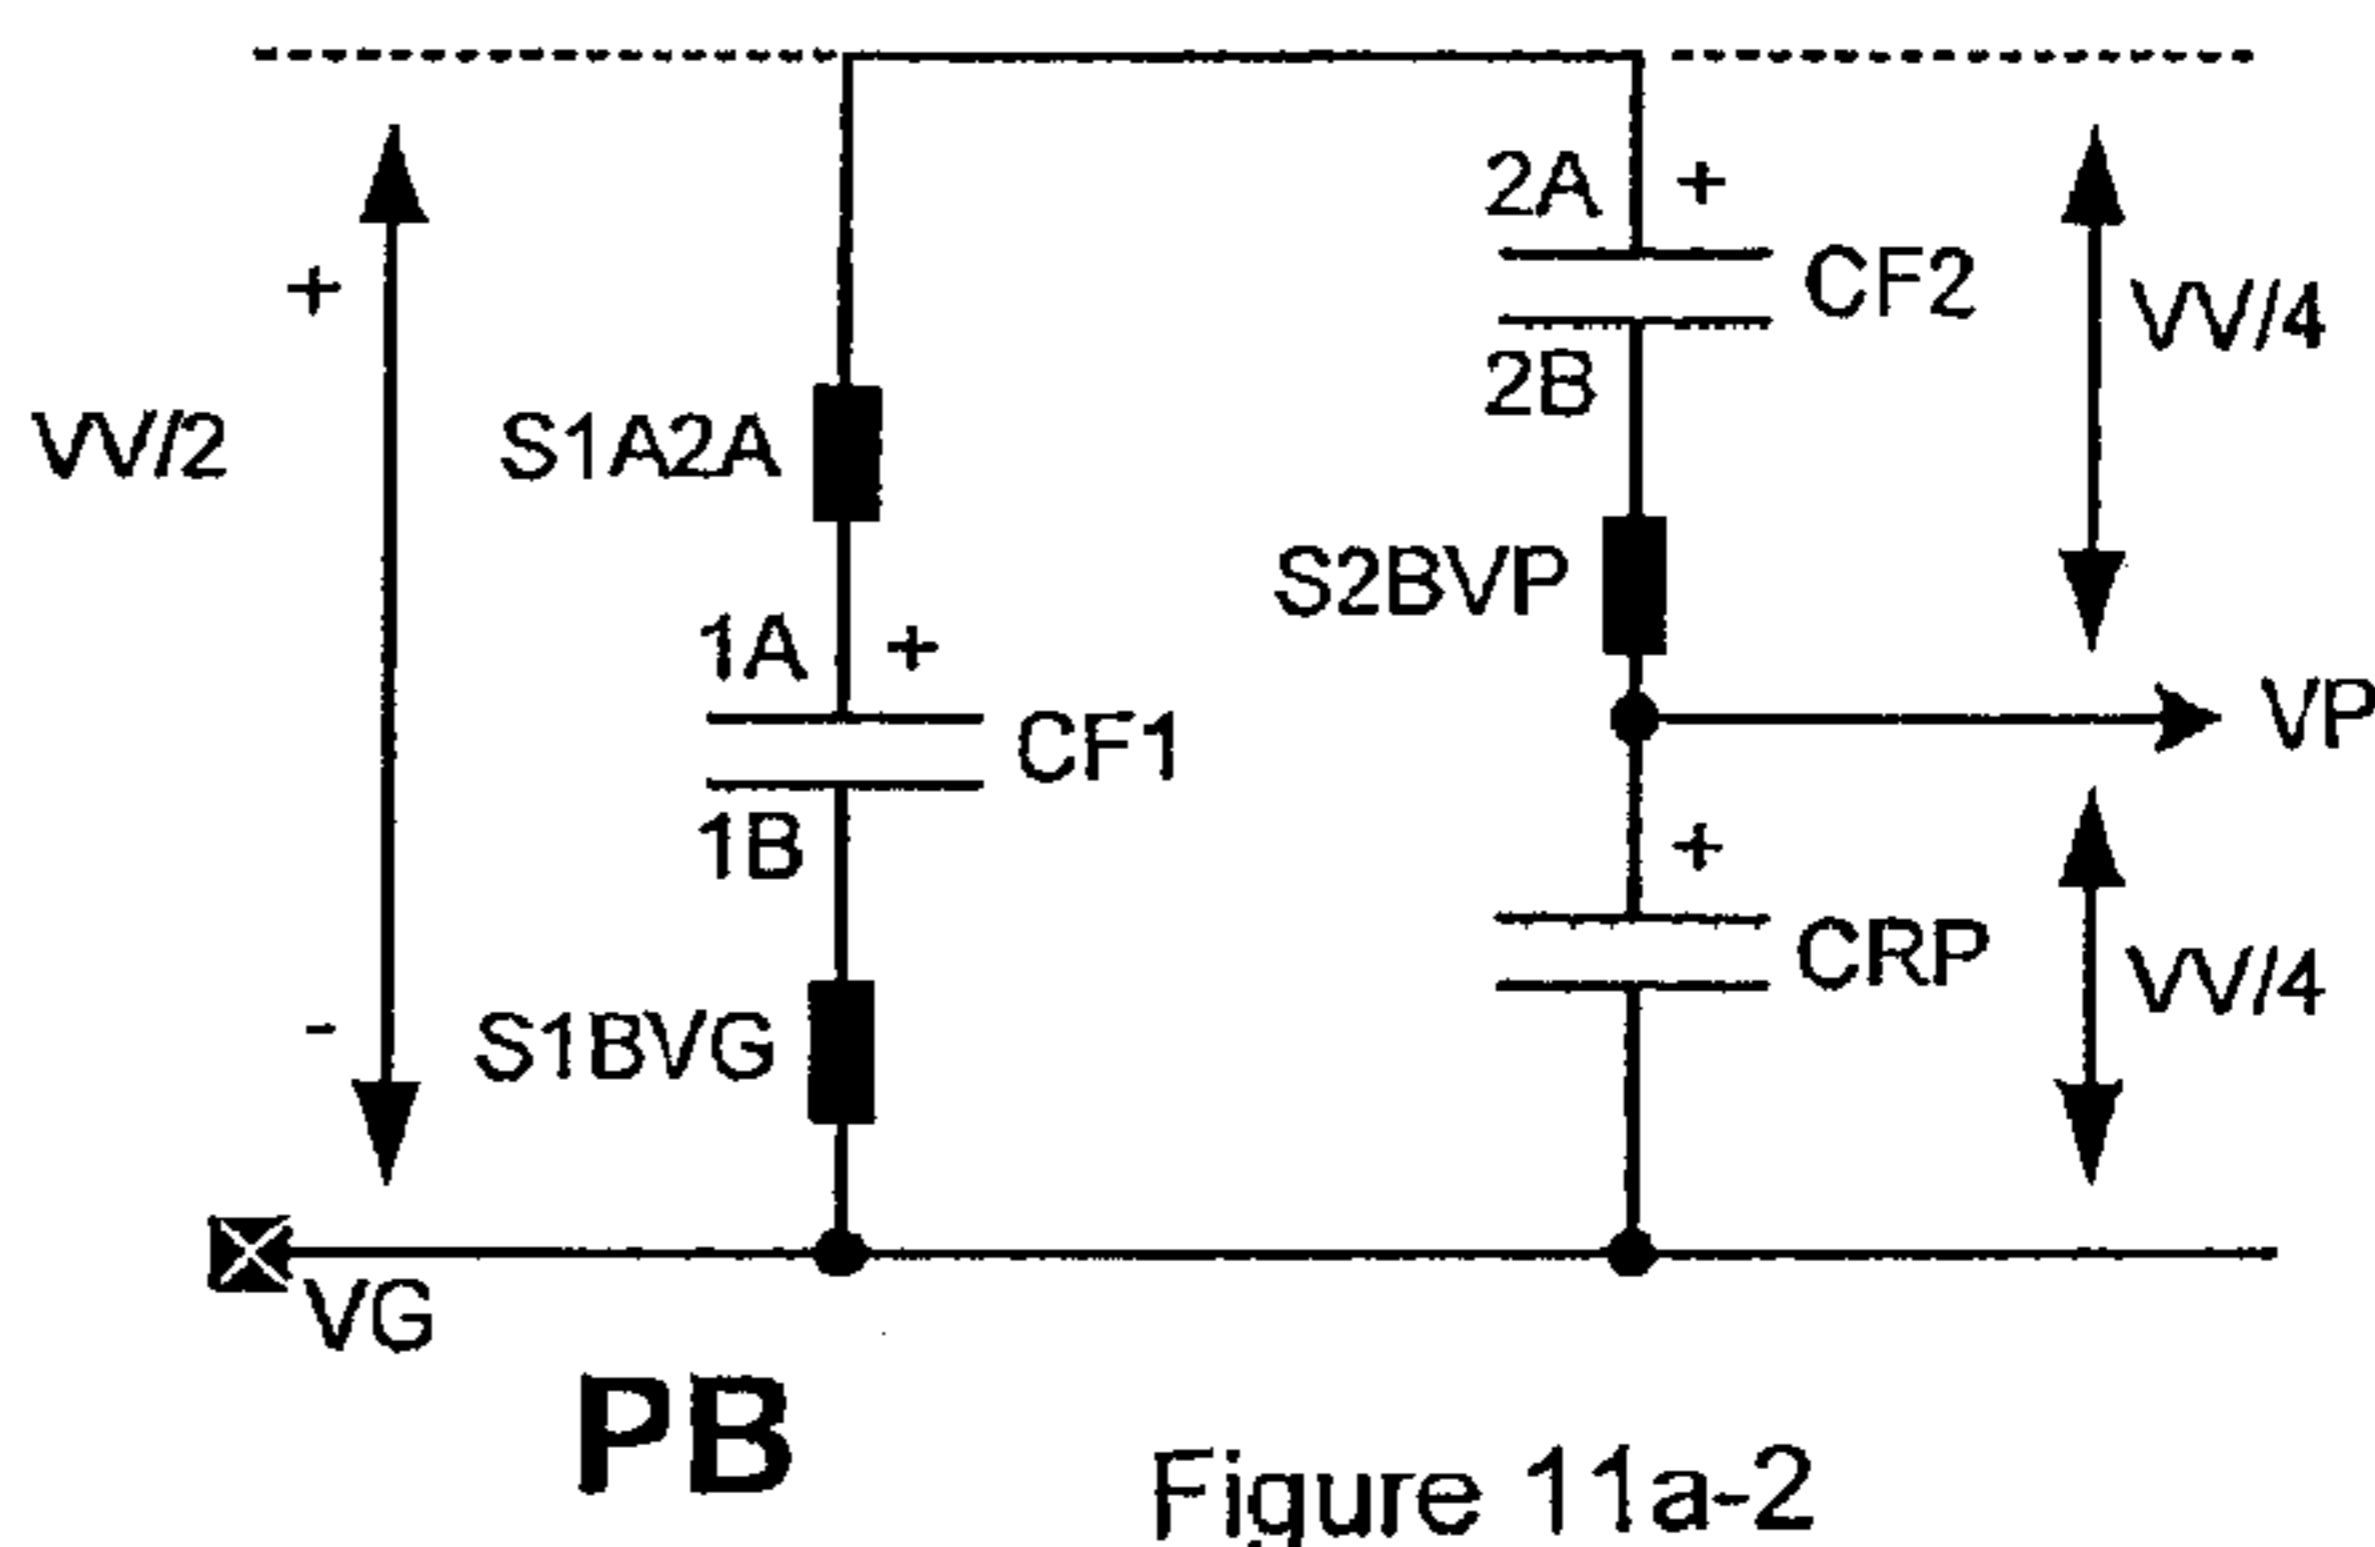 2A +
CF2
+
VV/4
2B
VV/2
S1A2A
S2BVP
1A +
VP
CF1
1B
+
CRP
VV/4
-
S1BVG
VG
PB
Figure 11a-2